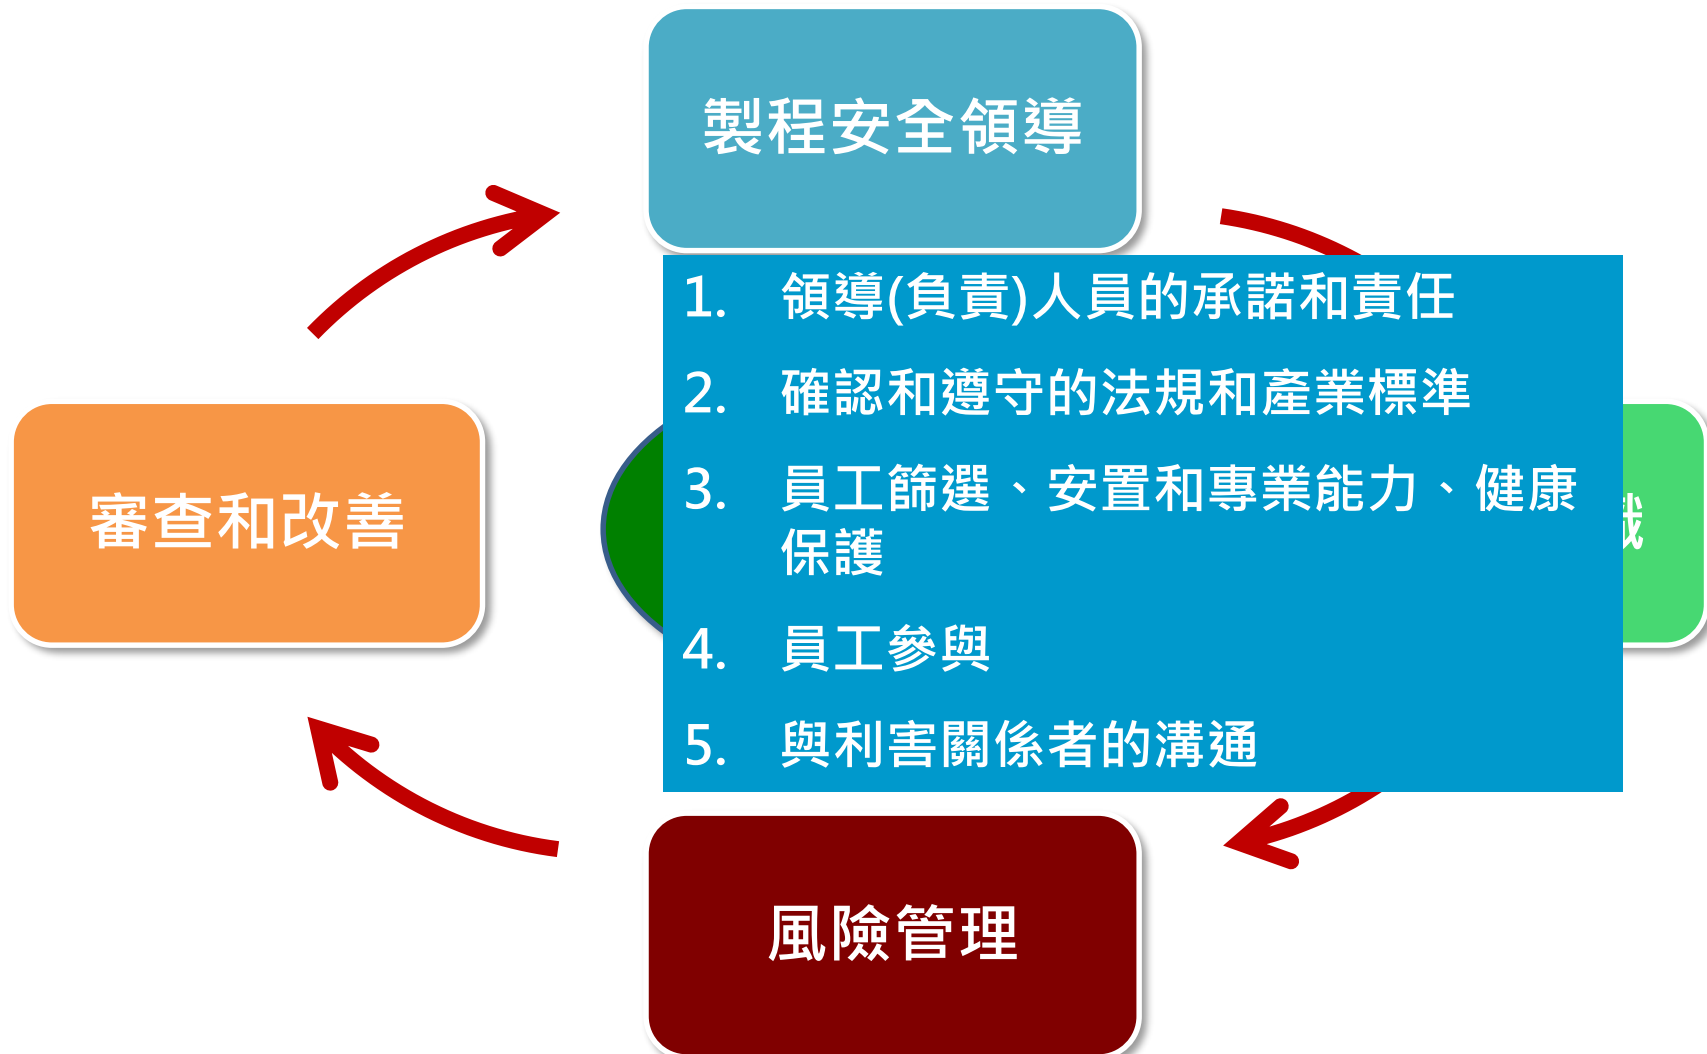 製程安全領導
1. 領導(負責)人員的承諾和責任
2. 確認和遵守的法規和產業標準
3. 員工篩選、安置和專業能力、健康
保護
4. 員工參與
5. 與利害關係者的溝通
審查和改善
風險管理